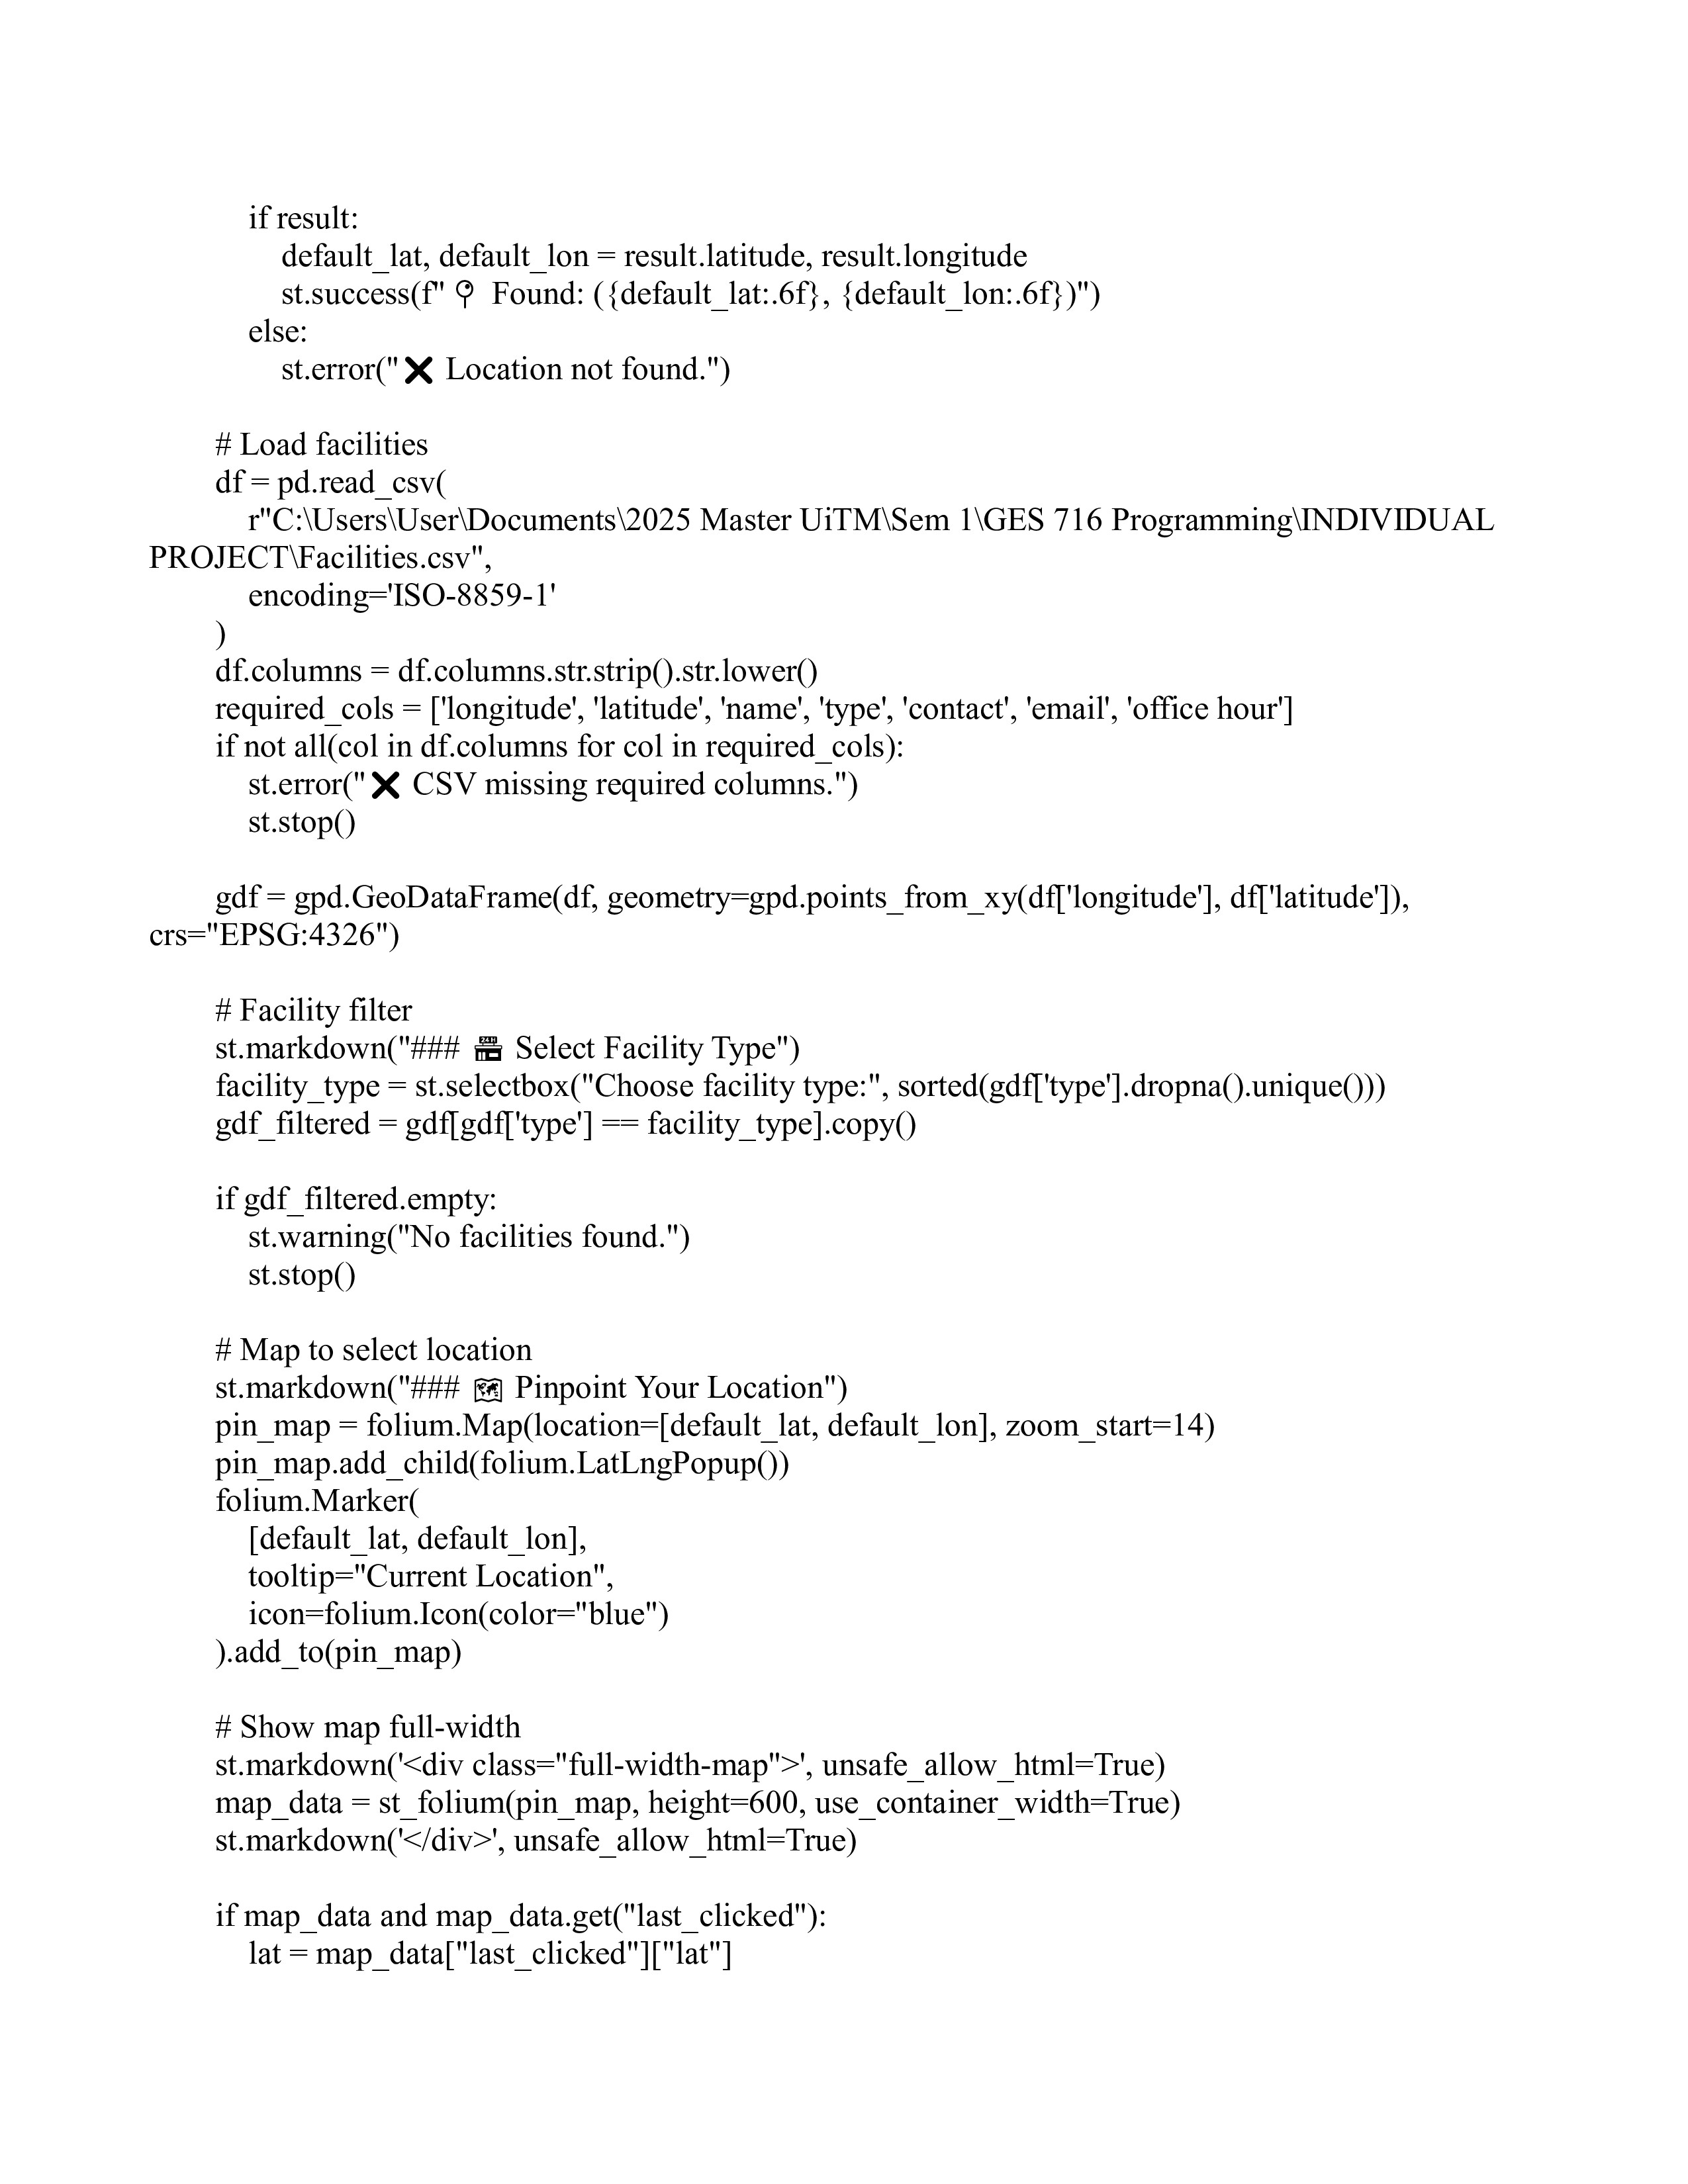 if result:
default_lat, default_lon = result.latitude, result.longitude
st.success(f"📍 Found: ({default_lat:.6f}, {default_lon:.6f})")
else:
st.error("❌ Location not found.")
# Load facilities
df = pd.read_csv(
r"C:\Users\User\Documents\2025 Master UiTM\Sem 1\GES 716 Programming\INDIVIDUAL
PROJECT\Facilities.csv",
encoding='ISO-8859-1'
)
df.columns = df.columns.str.strip().str.lower()
required_cols = ['longitude', 'latitude', 'name', 'type', 'contact', 'email', 'office hour']
if not all(col in df.columns for col in required_cols):
st.error("❌ CSV missing required columns.")
st.stop()
gdf = gpd.GeoDataFrame(df, geometry=gpd.points_from_xy(df['longitude'], df['latitude']),
crs="EPSG:4326")
# Facility filter
st.markdown("### 🏪 Select Facility Type")
facility_type = st.selectbox("Choose facility type:", sorted(gdf['type'].dropna().unique()))
gdf_filtered = gdf[gdf['type'] == facility_type].copy()
if gdf_filtered.empty:
st.warning("No facilities found.")
st.stop()
# Map to select location
st.markdown("### 🗺 Pinpoint Your Location")
pin_map = folium.Map(location=[default_lat, default_lon], zoom_start=14)
pin_map.add_child(folium.LatLngPopup())
folium.Marker(
[default_lat, default_lon],
tooltip="Current Location",
icon=folium.Icon(color="blue")
).add_to(pin_map)
# Show map full-width
st.markdown('<div class="full-width-map">', unsafe_allow_html=True)
map_data = st_folium(pin_map, height=600, use_container_width=True)
st.markdown('</div>', unsafe_allow_html=True)
if map_data and map_data.get("last_clicked"):
lat = map_data["last_clicked"]["lat"]